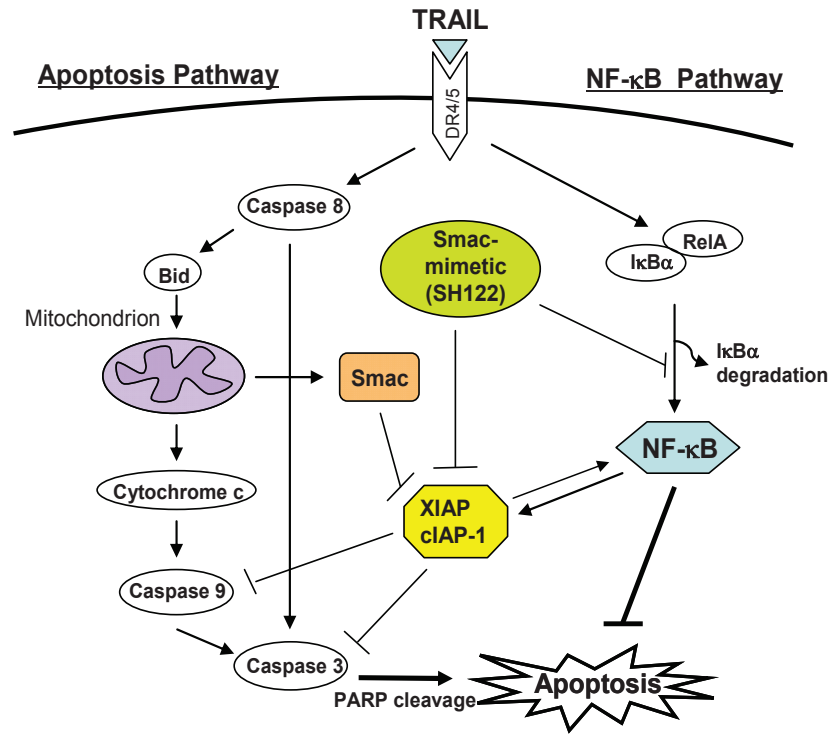 TRAIL
Apoptosis Pathway
NF-κB Pathway
DR4/5
Caspase 8
Smac-
mimetic
(SH122)
RelA
IκBα
Bid
Mitochondrion
Smac
IκBα
degradation
NF-κB
Cytochrome c
XIAP
cIAP-1
Caspase 9
Caspase 3
PARP cleavage
Apoptosis